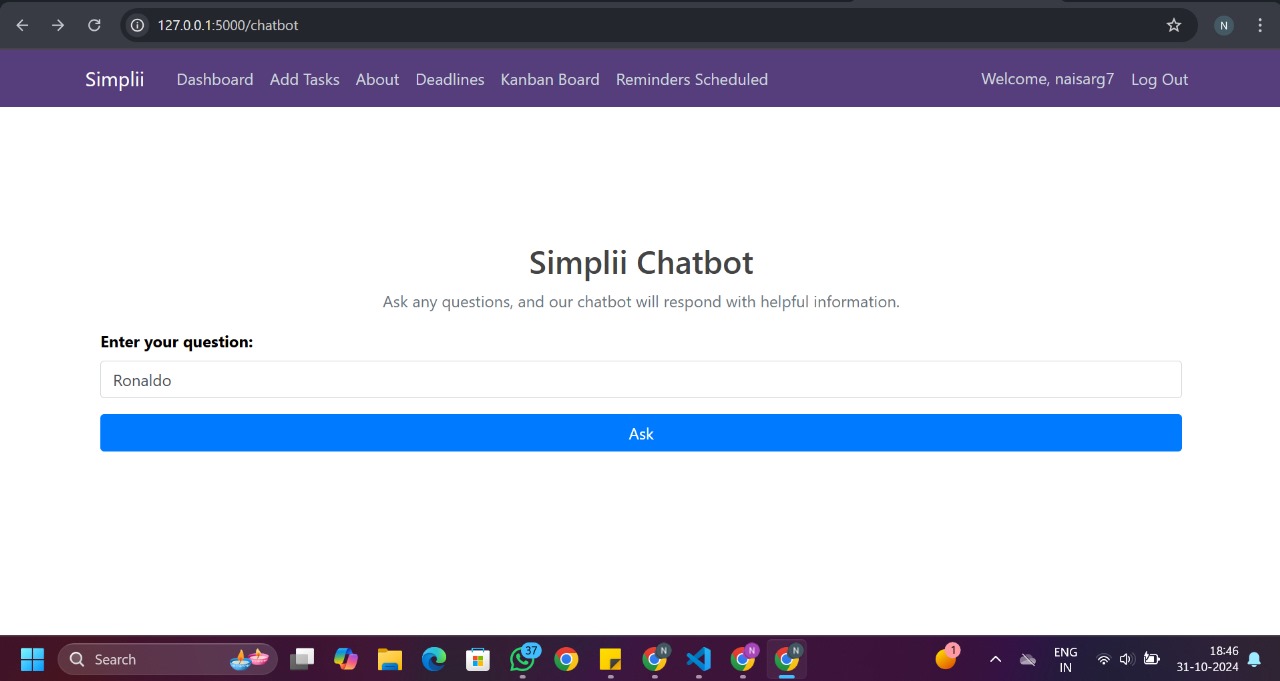 127.0.0.1:5000/chatbot
N
Simplii Dashboard Add Tasks About Deadlines Kanban Board Reminders Scheduled Welcome, naisarg7 Log Out
Simplii Chatbot
Ask any questions, and our chatbot will respond with helpful information.
Enter your question:
Ronaldo
Ask
Search
37
N
N
N
1
ENG
IN
18:46
31-10-2024